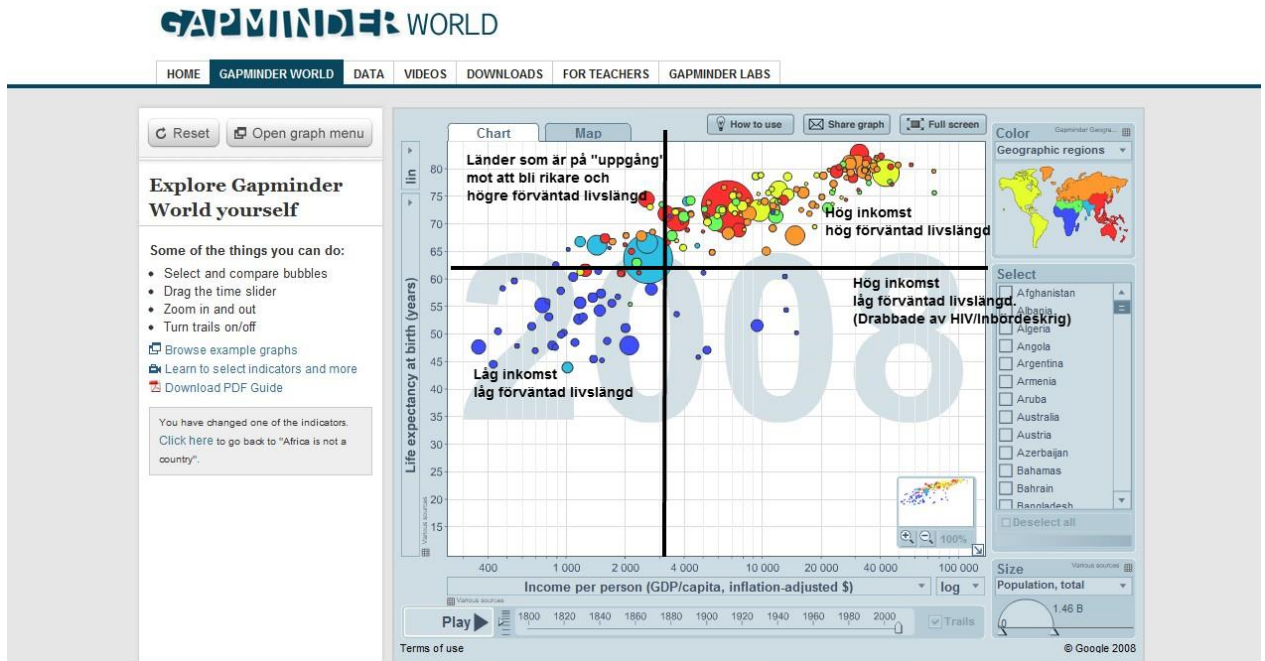 GAPMINDER WORLD
HOME
GAPMINDER WORLD
DATA
VIDEOS
DOWNLOADS
FOR TEACHERS
GAPMINDER LABS
Reset
Open graph menu
Explore Gapminder
World yourself
Some of the things you can do:
Select and compare bubbles
Drag the time slider
Zoom in and out
Turn trails on/off
Browse example graphs
Learn to select indicators and more
Download PDF Guide
You have changed one of the indicators.
Click here to go back to "Africa is not a
country".
Chart
Map
How to use
Share graph
Full screen
lin
Life expectancy at birth (years)
Various sources
80
75
70
65
60
55
50
45
40
35
30
25
20
15
Länder som är på "uppgång'
mot att bli rikare och
högre förväntad livslängd
Hög inkomst
hög förväntad livslängd
Hög inkomst
låg förväntad livslängd.
(Drabbade av HIV/Inbördeskrig)
Låg inkomst
låg förväntad livslängd
2008
100%
400
1 000
2 000
4 000
10 000
20 000
40 000
100 000
Income per person (GDP/capita, inflation-adjusted $)
log
Various sources
Play
1800 1820 1840 1860 1880 1900 1920 1940 1960 1980 2000
Trails
Terms of use
© Google 2008
Color
Gapminder Geogra...
Geographic regions
Select
Afghanistan
Albania
Algeria
Angola
Argentina
Armenia
Aruba
Australia
Austria
Azerbaijan
Bahamas
Bahrain
Bangladesh
Deselect all
Size
Various sources
Population, total
1.46 B
0